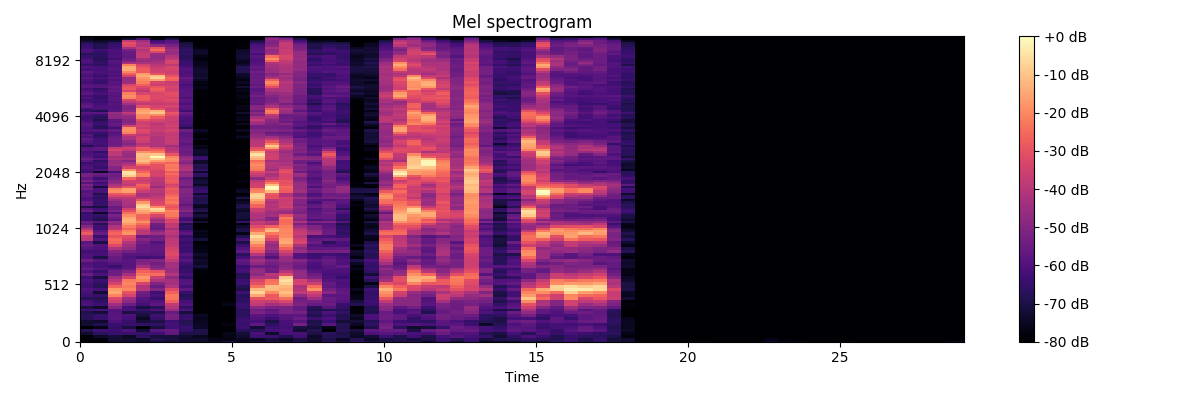 Mel spectrogram
+0 dB
8192
-10 dB
4096
-20 dB
-30 dB
2048
-40 dB
Hz
1024
-50 dB
-60 dB
512
-70 dB
0
-80 dB
0 5 10 15 20 25
Time